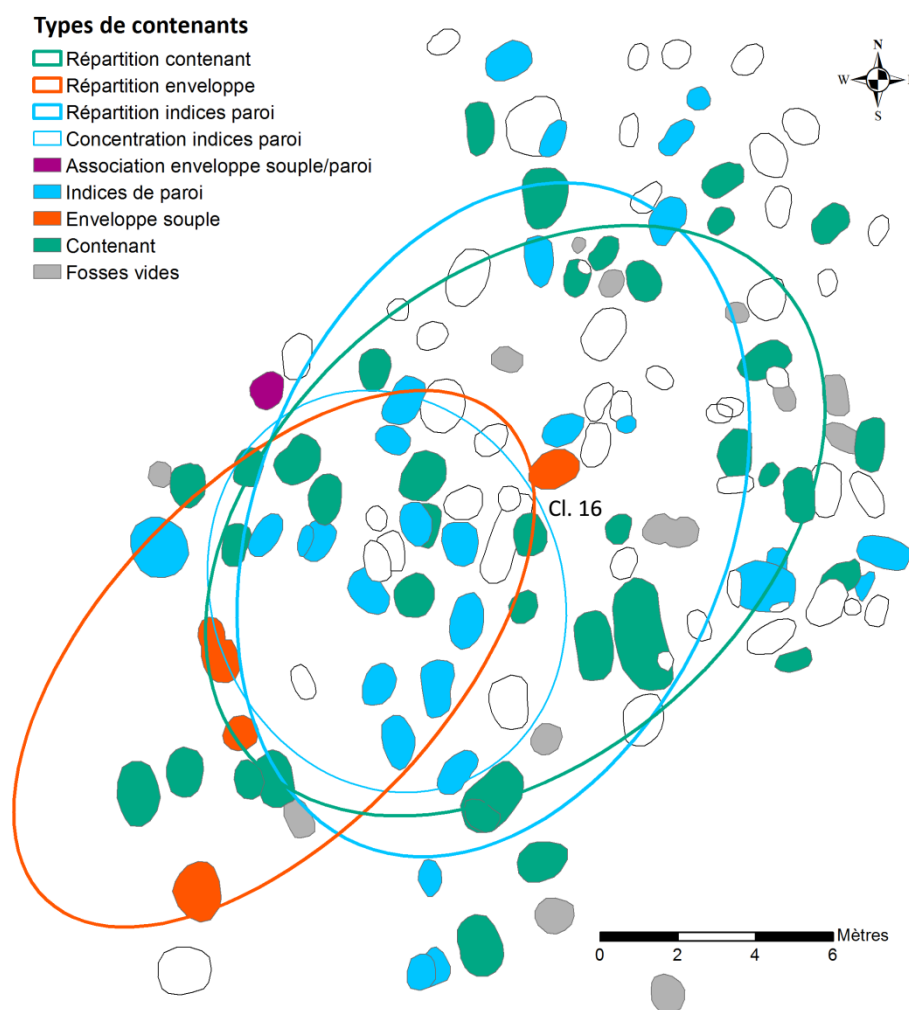 Types de contenants
Répartition contenant
Répartition enveloppe
Répartition indices paroi
Concentration indices paroi
Association enveloppe souple/paroi
Indices de paroi
Enveloppe souple
Contenant
Fosses vides
N
W
S
Cl. 16
Mètres
0 2 4 6